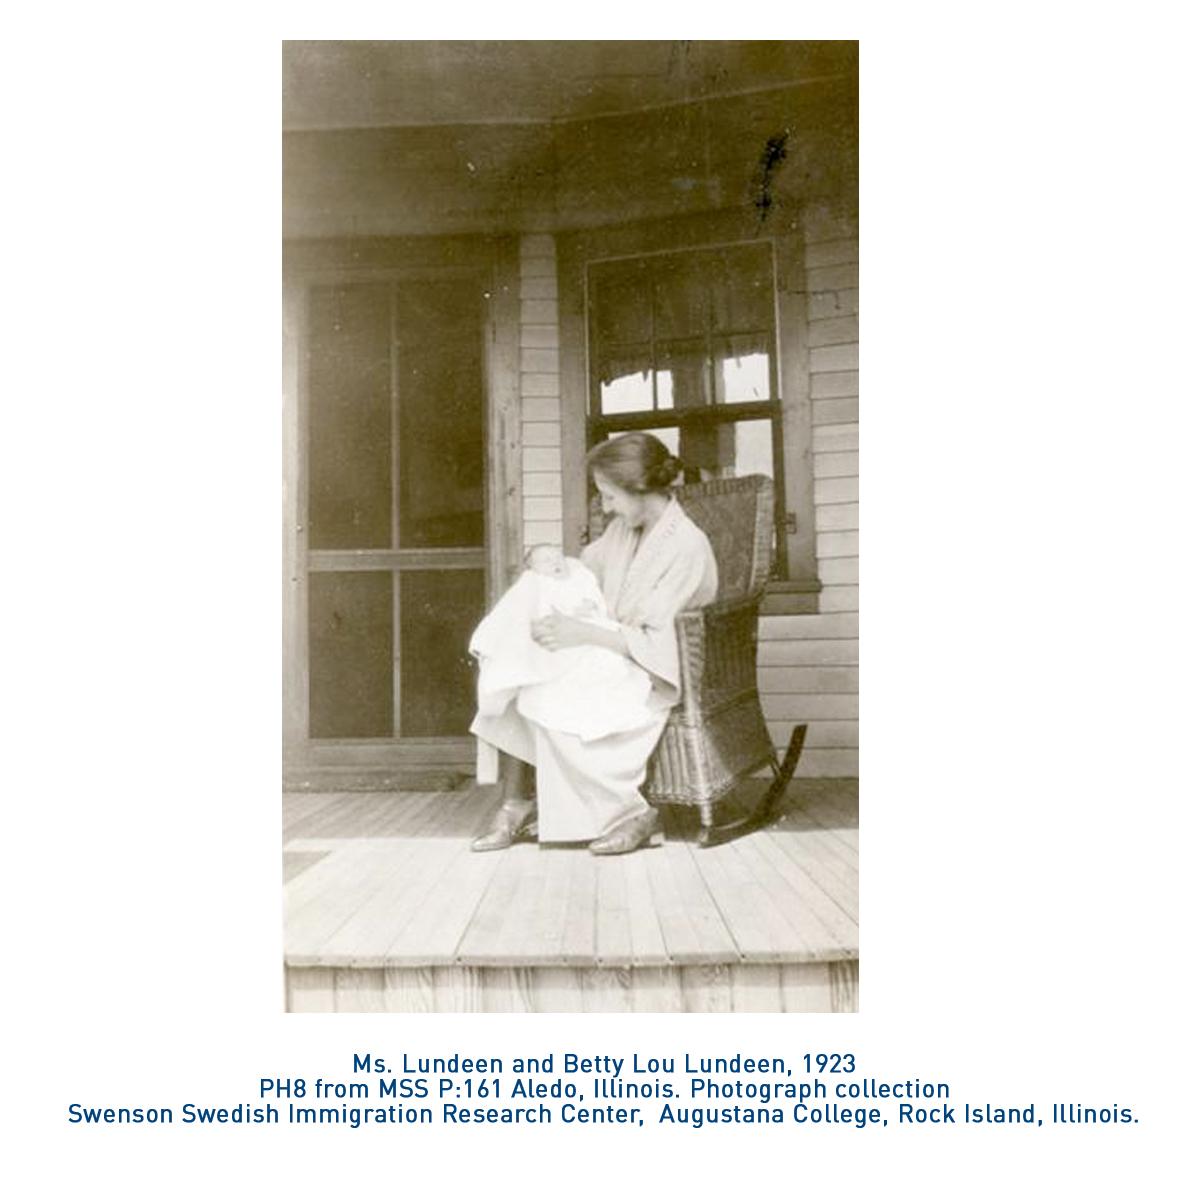 Ms. Lundeen and Betty Lou Lundeen, 1923
PH8 from MSS P:161 Aledo, Illinois. Photograph collection
Swenson Swedish Immigration Research Center,  Augustana College, Rock Island, Illinois.